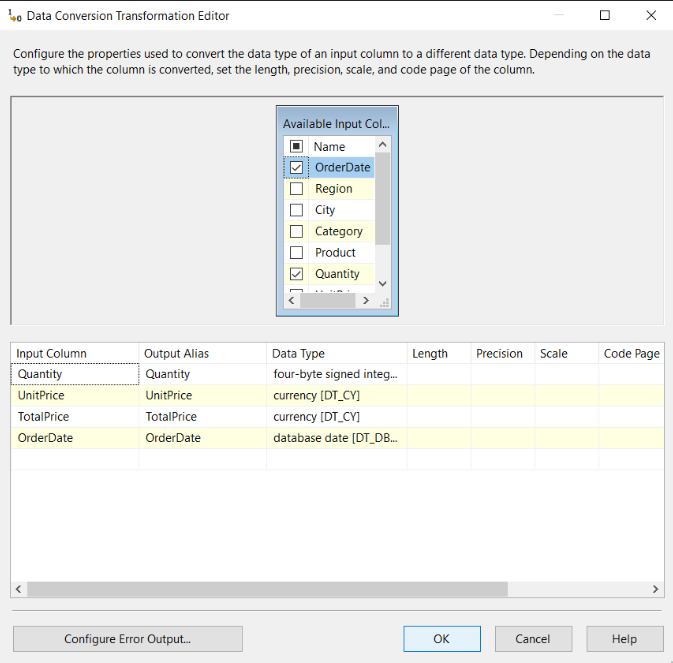 Data Conversion Transformation Editor
Configure the properties used to convert the data type of an input column to a different data type. Depending on the data
type to which the column is converted, set the length, precision, scale, and code page of the column.
Available Input Col...
Name
OrderDate
Region
City
Category
Product
Quantity
Input Column Output Alias Data Type Length Precision Scale Code Page
Quantity Quantity four-byte signed integ...
UnitPrice UnitPrice currency [DT_CY]
TotalPrice TotalPrice currency [DT_CY]
OrderDate OrderDate database date [DT_DB...
Configure Error Output... OK Cancel Help